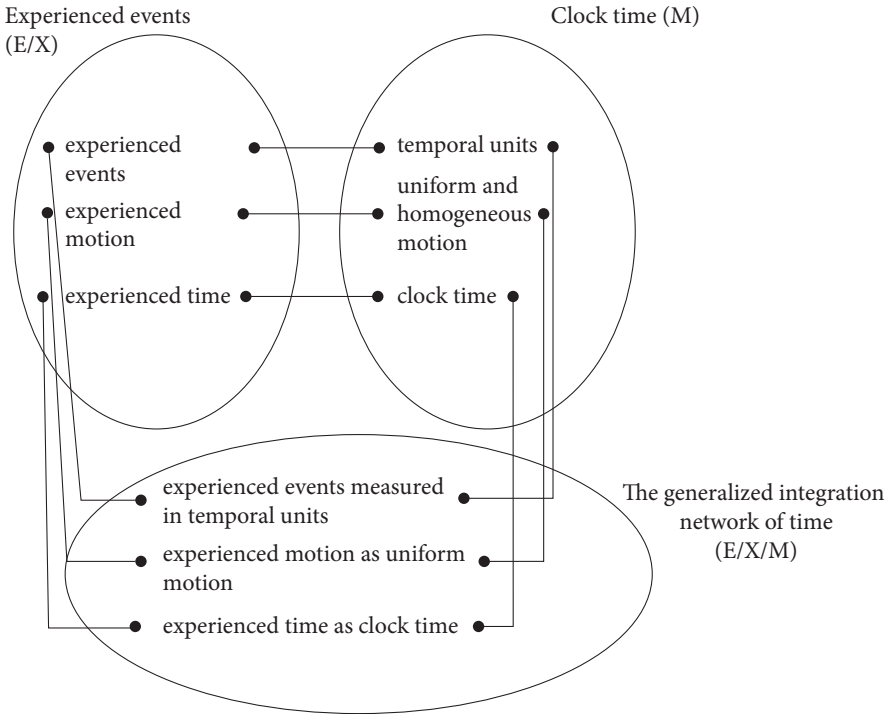 Experienced events
(E/X)
Clock time (M)
experienced
events
experienced
motion
experienced time
temporal units
uniform and
homogeneous
motion
clock time
experienced events measured
in temporal units
experienced motion as uniform
motion
experienced time as clock time
The generalized integration
network of time
(E/X/M)